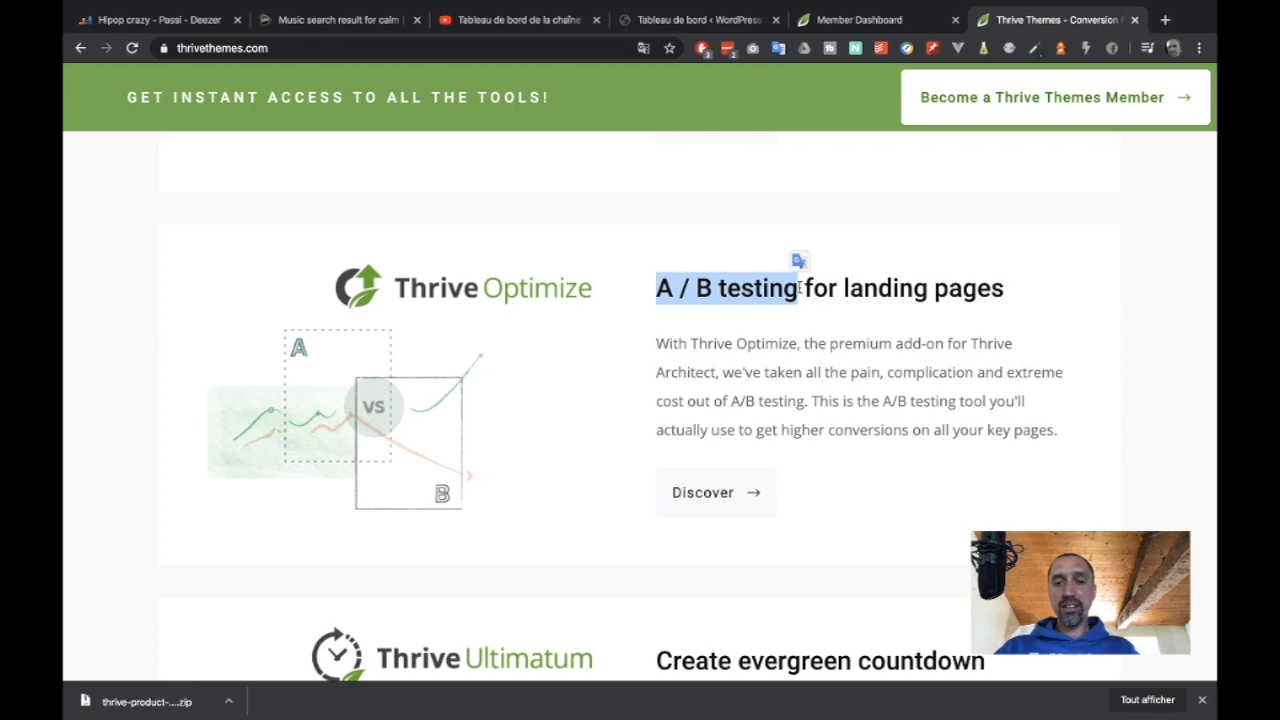 Hipop crazy - Passi - Deezer
Music search result for calm
Tableau de bord de la chaîne
Tableau de bord ‹ WordPress
Member Dashboard
Thrive Themes - Conversion
thrivethemes.com
GET INSTANT ACCESS TO ALL THE TOOLS!
Become a Thrive Themes Member →
Thrive Optimize
A / B testing for landing pages
A
VS
B
With Thrive Optimize, the premium add-on for Thrive
Architect, we've taken all the pain, complication and extreme
cost out of A/B testing. This is the A/B testing tool you'll
actually use to get higher conversions on all your key pages.
Discover →
Thrive Ultimatum
Create evergreen countdown
thrive-product-....zip
Tout afficher